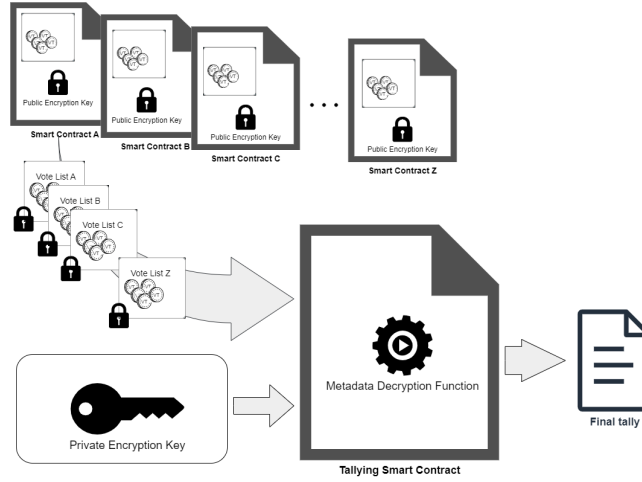 Public Encryption Key
Smart Contract A
Public Encryption Key
Smart Contract B
Public Encryption Key
Smart Contract C
Public Encryption Key
Smart Contract Z
Vote List A
Vote List B
Vote List C
Vote List Z
Metadata Decryption Function
Private Encryption Key
Tallying Smart Contract
Final tally